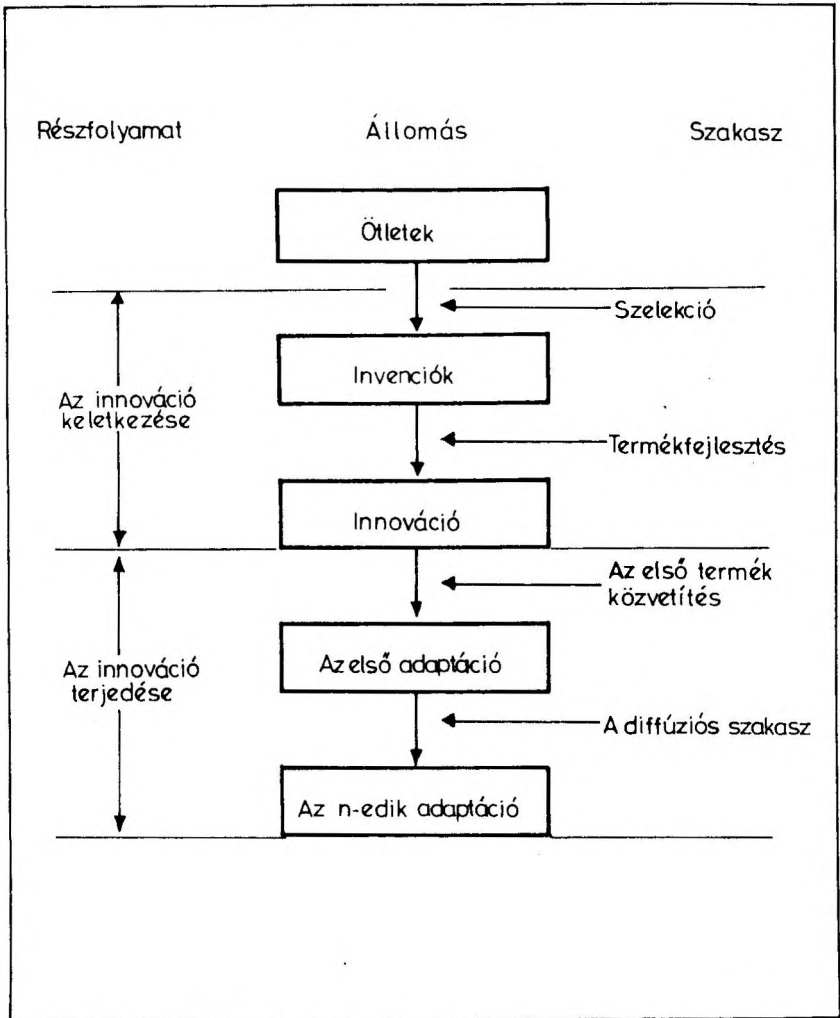 Részfolyamat Állomás Szakasz
Ötletek
Szelekció
Invenciók
Az innováció
keletkezése
Termékfejlesztés
Innováció
Az első termék
közvetítés
Az első adaptáció
Az innováció
terjedése
A diffúziós szakasz
Az n-edik adaptáció